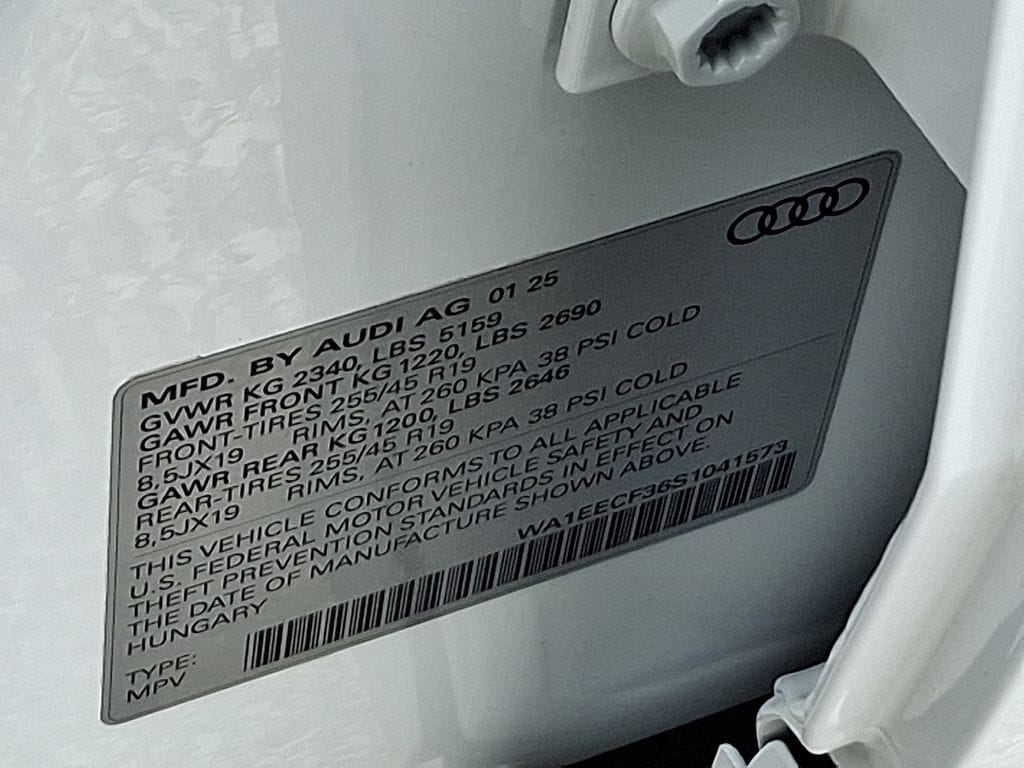 MFD. BY AUDI AG 01 25
GVWR KG 2340, LBS 5159
GAWR FRONT KG 1220, LBS 2690
FRONT-TIRES 255/45 R19
8,5JX19 RIMS, AT 260 KPA 38 PSI COLD
GAWR REAR KG 1200, LBS 2646
REAR-TIRES 255/45 R19
8,5JX19 RIMS, AT 260 KPA 38 PSI COLD
THIS VEHICLE CONFORMS TO ALL APPLICABLE
U.S. FEDERAL MOTOR VEHICLE SAFETY AND
THEFT PREVENTION STANDARDS IN EFFECT ON
THE DATE OF MANUFACTURE SHOWN ABOVE.
HUNGARY
WA1EECF36S1041573
TYPE:
MPV